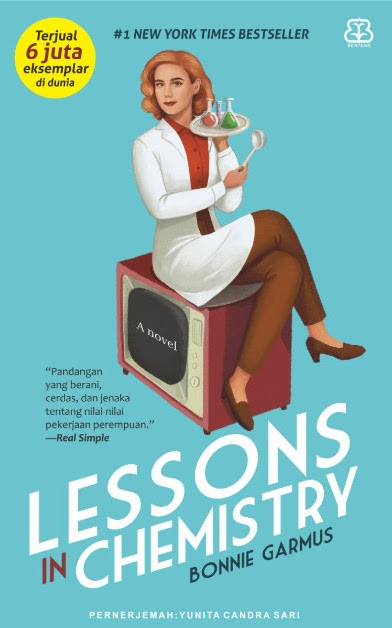 Terjual
6 juta
eksemplar
di dunia
#1 NEW YORK TIMES BESTSELLER
BENTANG
A novel
“Pandangan
yang berani,
cerdas, dan jenaka
tentang nilai-nilai
pekerjaan perempuan.”
—Real Simple
LESSONS
IN CHEMISTRY
BONNIE GARMUS
PERNERJEMAH: YUNITA CANDRA SARI